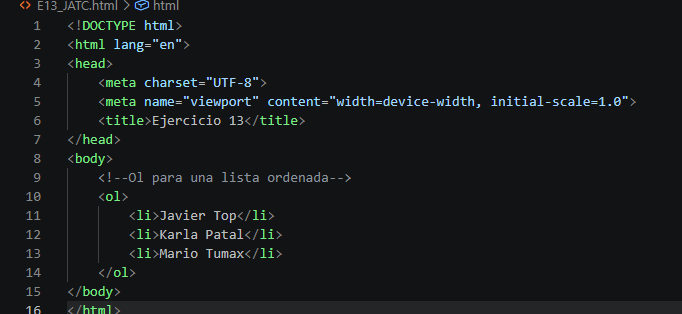 E13_JATC.html > html
1 <!DOCTYPE html>
2 <html lang="en">
3 <head>
4 <meta charset="UTF-8">
5 <meta name="viewport" content="width=device-width, initial-scale=1.0">
6 <title>Ejercicio 13</title>
7 </head>
8 <body>
9 <!--Ol para una lista ordenada-->
10 <ol>
11 <li>Javier Top</li>
12 <li>Karla Patal</li>
13 <li>Mario Tumax</li>
14 </ol>
15 </body>
16 </html>